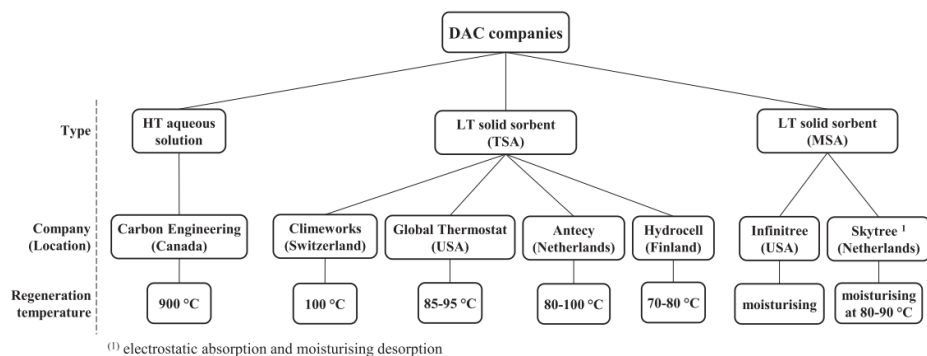 DAC companies
Type
HT aqueous
solution
LT solid sorbent
(TSA)
LT solid sorbent
(MSA)
Company
(Location)
Carbon Engineering
(Canada)
Climeworks
(Switzerland)
Global Thermostat
(USA)
Antecy
(Netherlands)
Hydrocell
(Finland)
Infinitree
(USA)
Skytree ¹
(Netherlands)
Regeneration
temperature
900 °C
100 °C
85-95 °C
80-100 °C
70-80 °C
moisturising
moisturising
at 80-90 °C
⁽¹⁾ electrostatic absorption and moisturising desorption